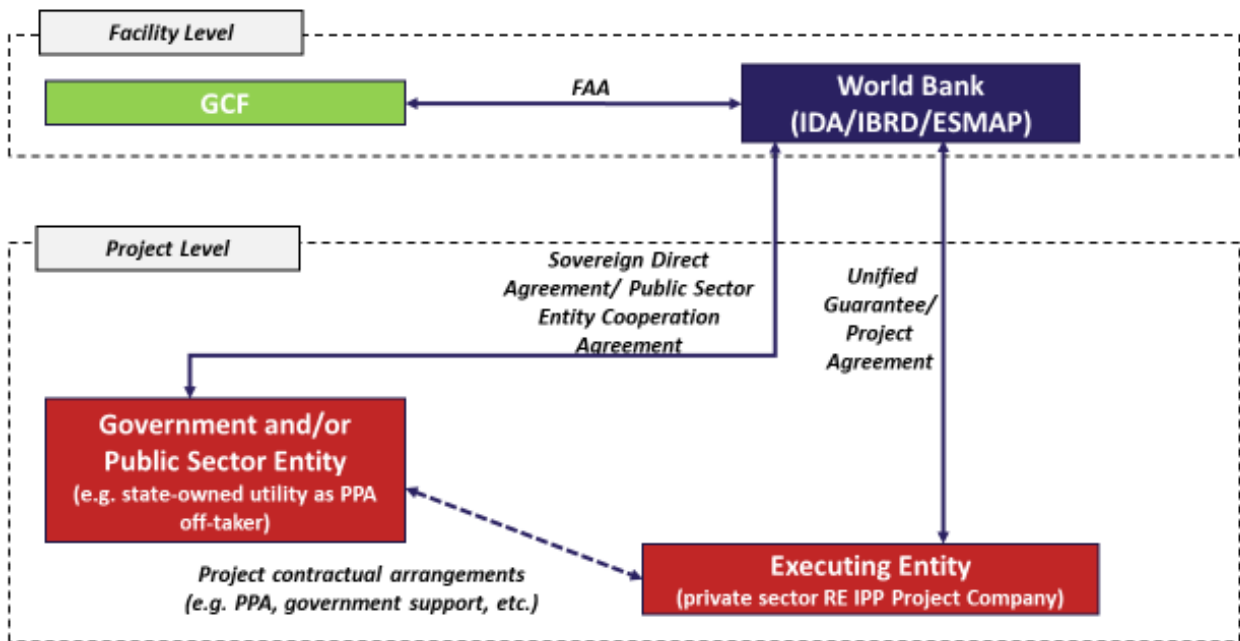 Facility Level
GCF
FAA
World Bank
(IDA/IBRD/ESMAP)
Project Level
Sovereign Direct
Agreement/ Public Sector
Entity Cooperation
Agreement
Unified
Guarantee/
Project
Agreement
Government and/or
Public Sector Entity
(e.g. state-owned utility as PPA
off-taker)
Project contractual arrangements
(e.g. PPA, government support, etc.)
Executing Entity
(private sector RE IPP Project Company)